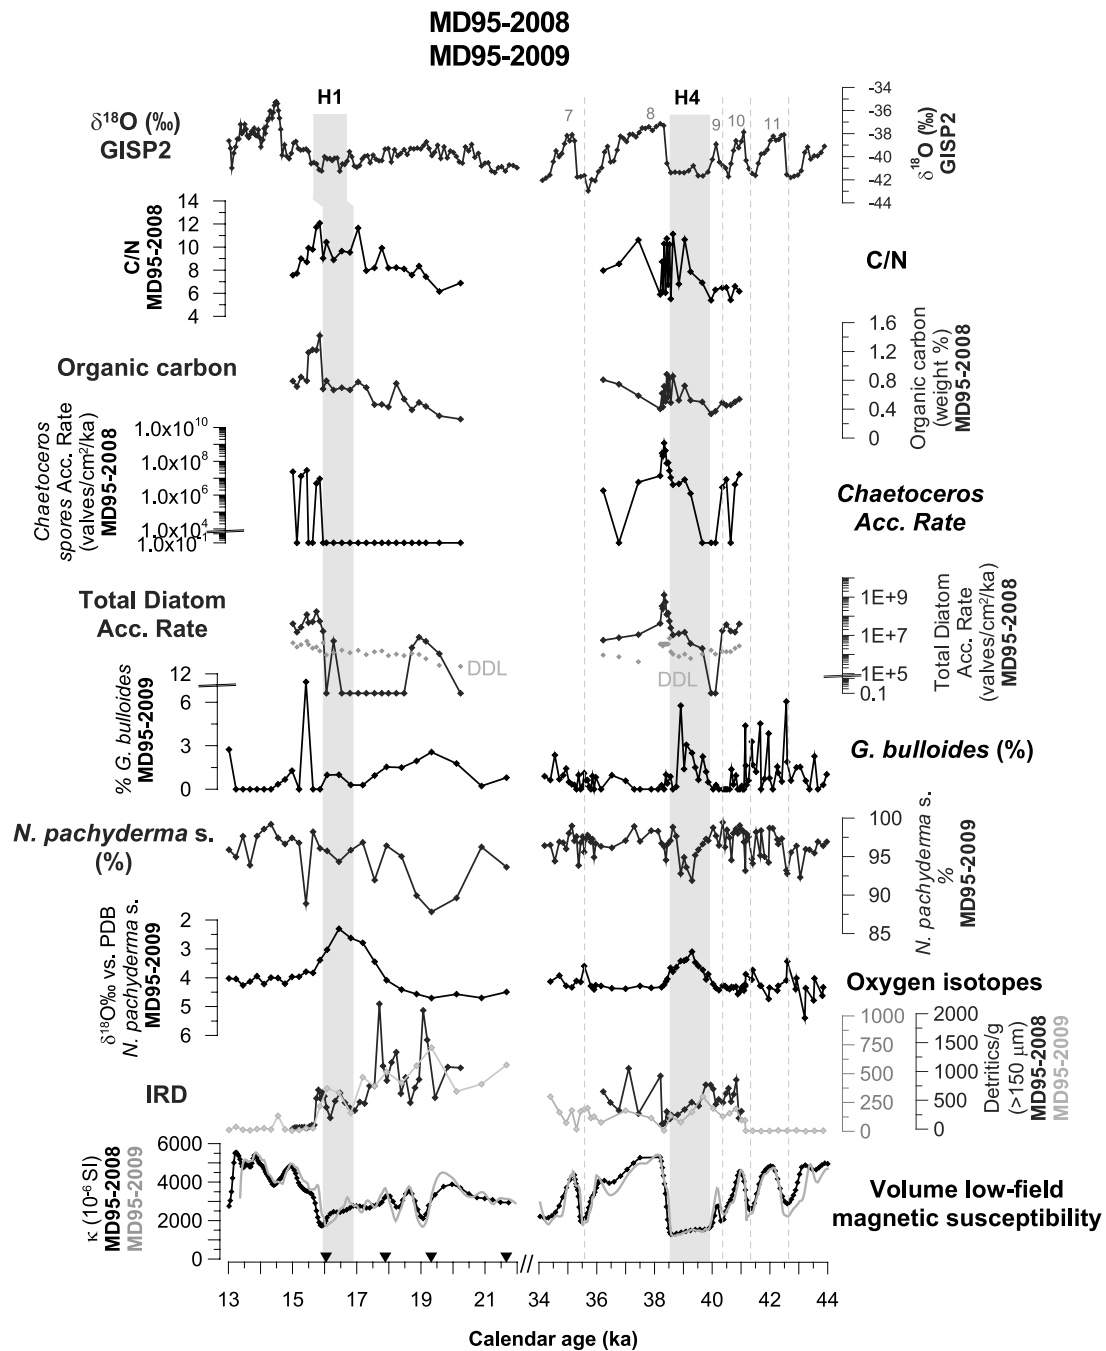 MD95-2008
MD95-2009
H1
H4
7
8
9
10
11
δ18O (‰)
GISP2
-34
-36
-38
-40
-42
-44
δ18O (‰)
GISP2
14
12
10
8
6
4
C/N
MD95-2008
C/N
Organic carbon
1.6
1.2
0.8
0.4
0
Organic carbon
(weight %)
MD95-2008
Chaetoceros
spores Acc. Rate
(valves/cm2/ka)
MD95-2008
1.0x10 10
1.0x10 8
1.0x10 6
1.0x10 4
1.0x10 -1
Chaetoceros
Acc. Rate
Total Diatom
Acc. Rate
DDL
DDL
1E+9
1E+7
1E+5
0.1
Total Diatom
Acc. Rate
(valves/cm2/ka)
MD95-2008
12
6
3
0
% G. bulloides
MD95-2009
G. bulloides (%)
N. pachyderma s.
(%)
100
95
90
85
N. pachyderma s.
%
MD95-2009
2
3
4
5
6
δ18O‰ vs. PDB
N. pachyderma s.
MD95-2009
Oxygen isotopes
IRD
1000
750
500
250
0
2000
1500
1000
500
0
Detritics/g
(>150 µm)
MD95-2008
MD95-2009
6000
4000
2000
0
κ (10-6 SI)
MD95-2008
MD95-2009
Volume low-field
magnetic susceptibility
13 15 17 19 21 34 36 38 40 42 44
Calendar age (ka)